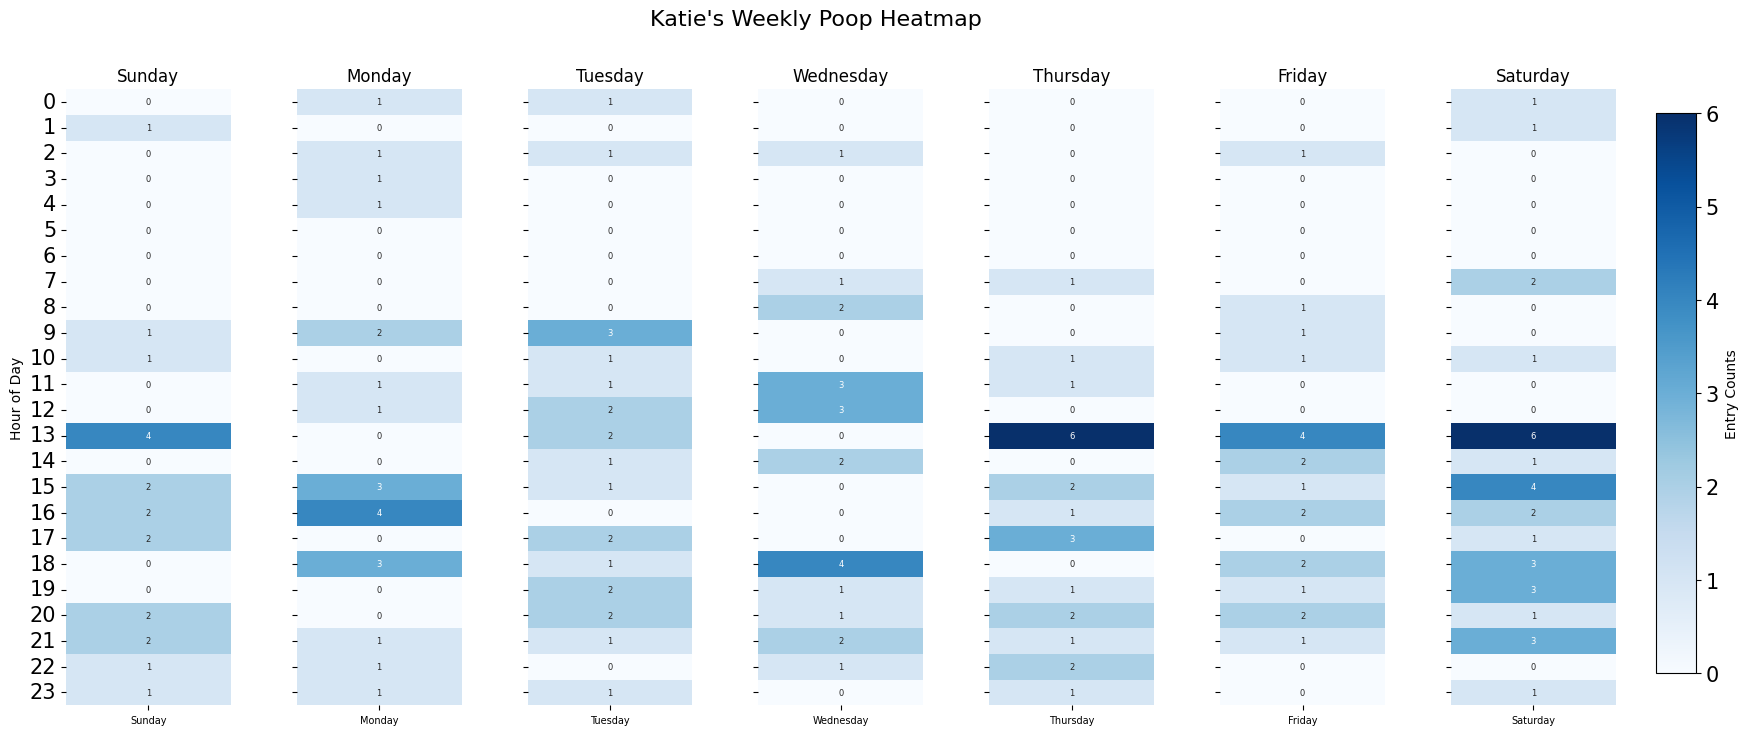 Katie's Weekly Poop Heatmap
Sunday Monday Tuesday Wednesday Thursday Friday Saturday
0 0 1 1 0 0 0 1
1 1 0 0 0 0 0 1 6
2 0 1 1 1 0 1 0
3 0 1 0 0 0 0 0
4 0 1 0 0 0 0 0
5 0 0 0 0 0 0 0 5
6 0 0 0 0 0 0 0
7 0 0 0 1 1 0 2
8 0 0 0 2 0 1 0 4
9 1 2 3 0 0 1 0
10 1 0 1 0 1 1 1
11 0 1 1 3 1 0 0
12 0 1 2 3 0 0 0 3
13 4 0 2 0 6 4 6
14 0 0 1 2 0 2 1
15 2 3 1 0 2 1 4 2
16 2 4 0 0 1 2 2
17 2 0 2 0 3 0 1
18 0 3 1 4 0 2 3
19 0 0 2 1 1 1 3 1
20 2 0 2 1 2 2 1
21 2 1 1 2 1 1 3
22 1 1 0 1 2 0 0 0
23 1 1 1 0 1 0 1
Sunday Monday Tuesday Wednesday Thursday Friday Saturday
Hour of Day
Entry Counts